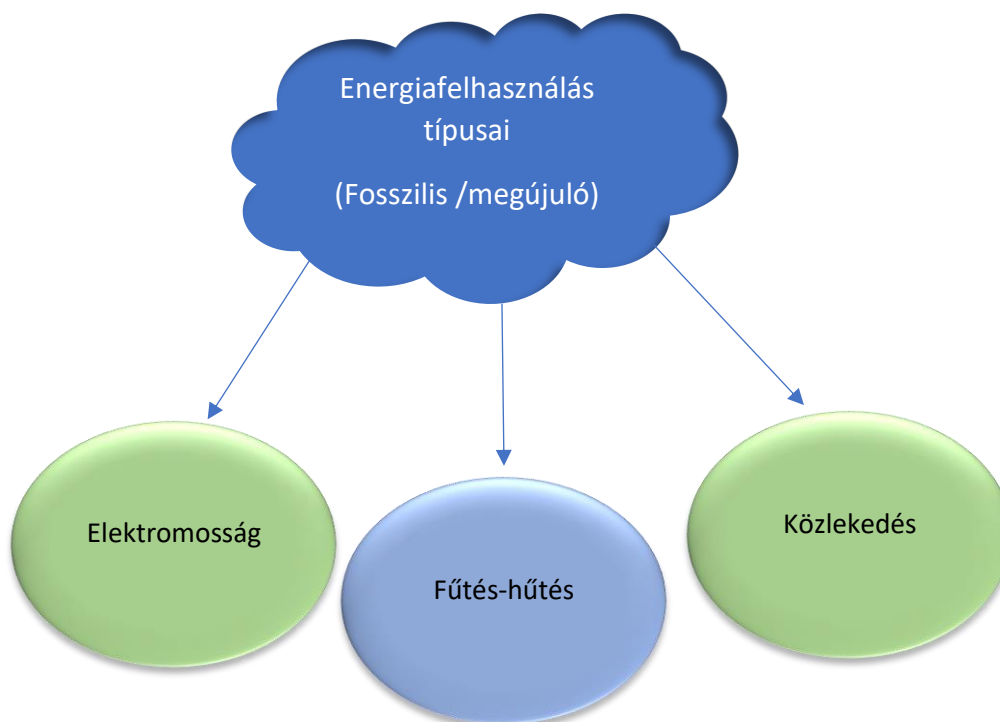 Energiafelhasználás
típusai
(Fosszilis /megújuló)
Elektromosság
Fűtés-hűtés
Közlekedés